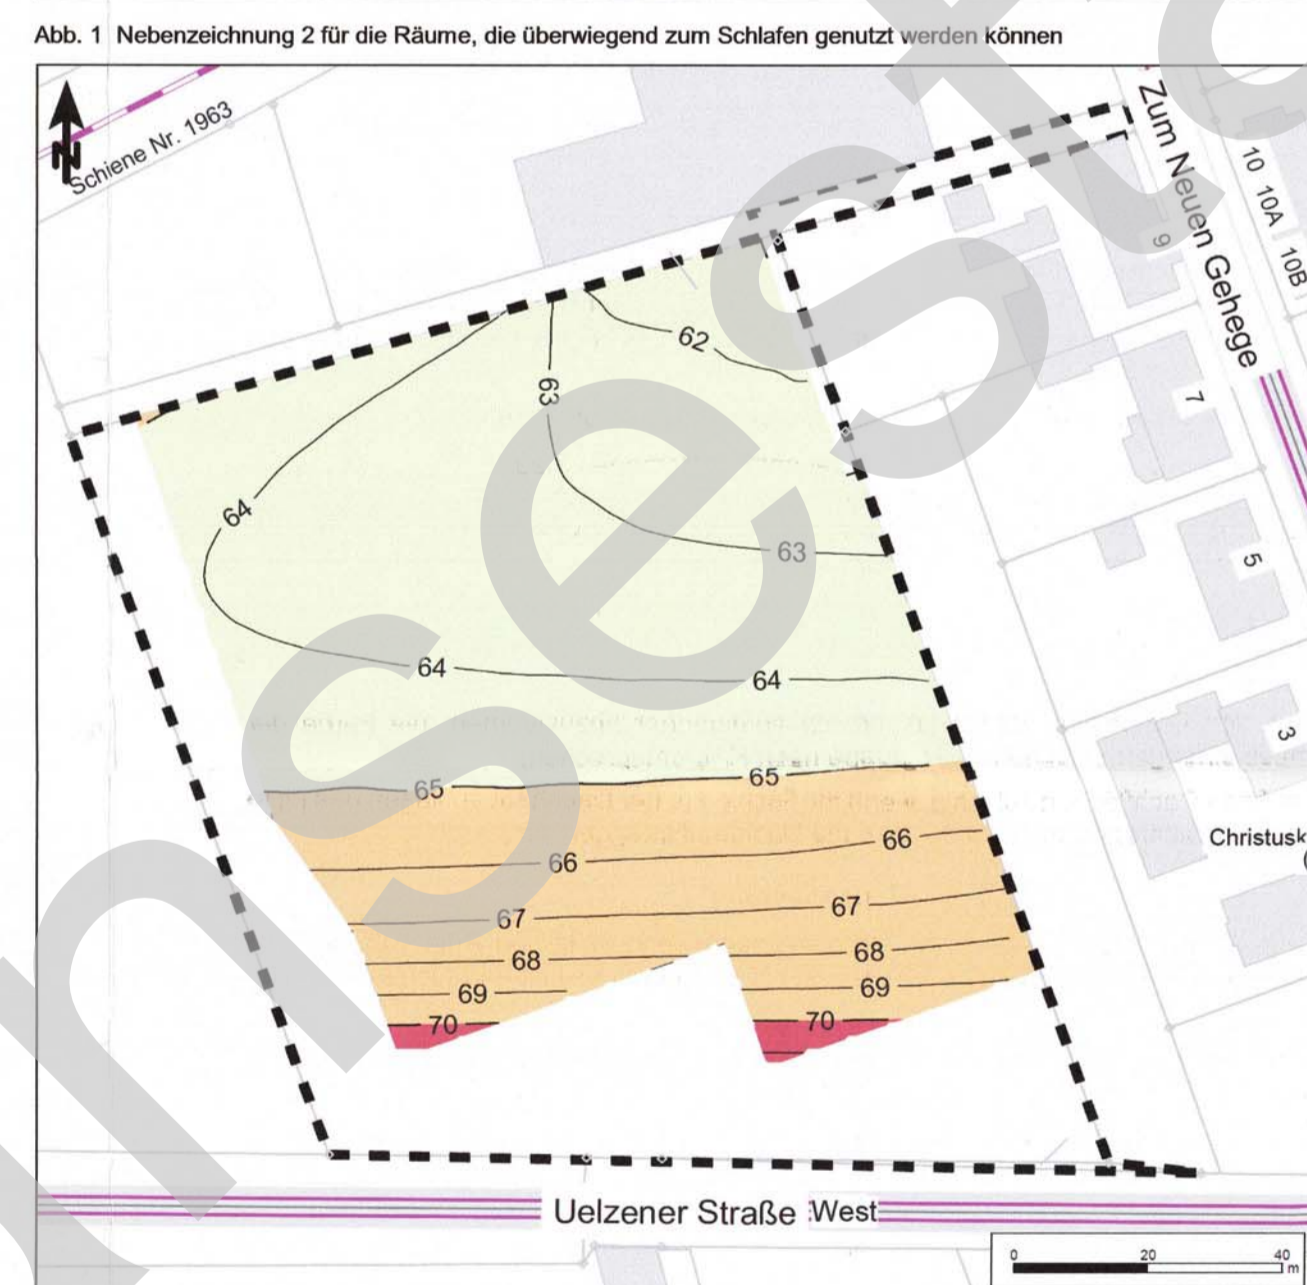 Abb. 1 Nebenzeichnung 2 für die Räume, die überwiegend zum Schlafen genutzt werden können
N
Schiene Nr. 1963
Zum Neuen Gehege
10
10A
10B
9
7
5
3
62
63
64
63
64
64
65
65
66
66
67
67
68
68
69
69
70
70
Christusk
Uelzener Straße West
0 20 40
m